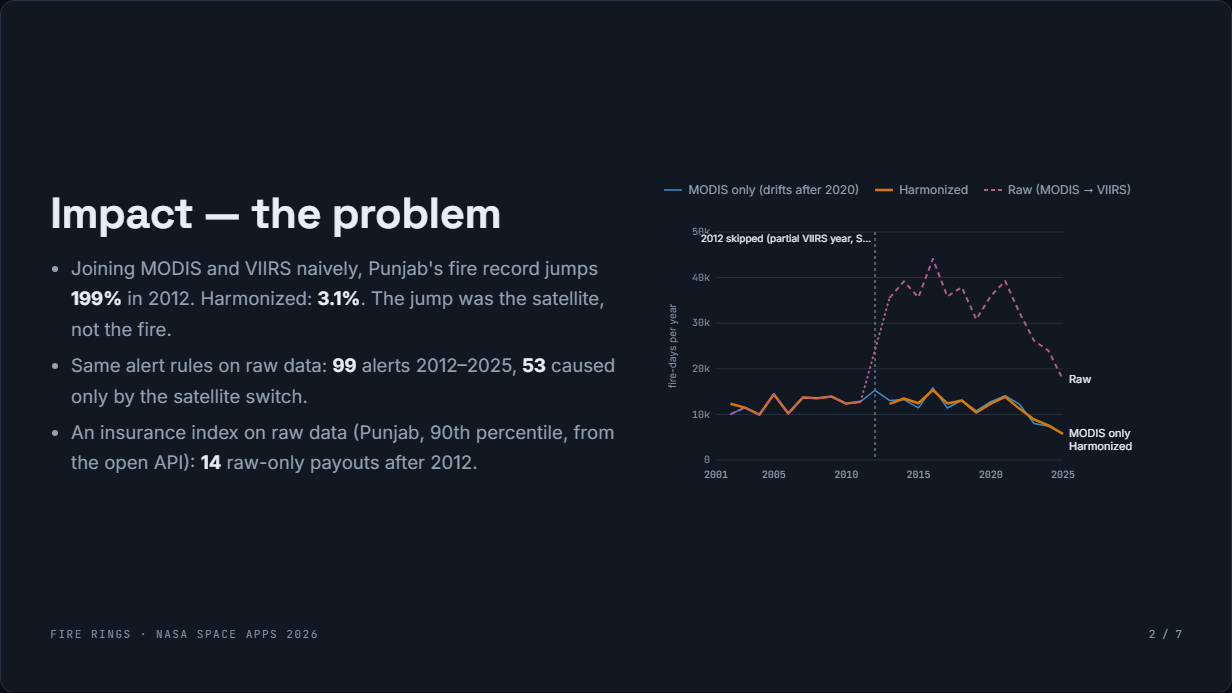 Impact — the problem
• Joining MODIS and VIIRS naively, Punjab's fire record jumps
199% in 2012. Harmonized: 3.1%. The jump was the satellite,
not the fire.
• Same alert rules on raw data: 99 alerts 2012–2025, 53 caused
only by the satellite switch.
• An insurance index on raw data (Punjab, 90th percentile, from
the open API): 14 raw-only payouts after 2012.
MODIS only (drifts after 2020) Harmonized Raw (MODIS → VIIRS)
50k
2012 skipped (partial VIIRS year, S...
40k
30k
20k
10k
0
fire-days per year
Raw
MODIS only
Harmonized
2001 2005 2010 2015 2020 2025
FIRE RINGS · NASA SPACE APPS 2026
2 / 7